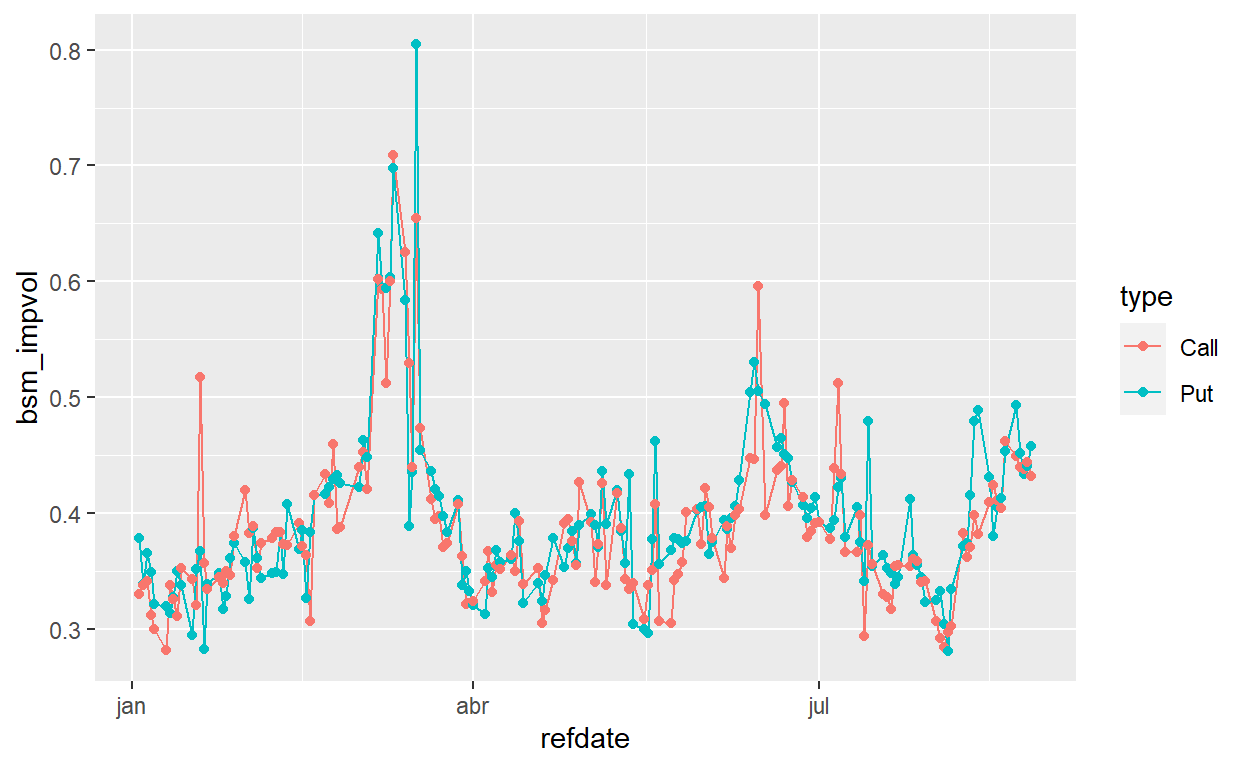 0.8
0.7
0.6
0.5
0.4
0.3
bsm_impvol
jan
abr
jul
refdate
type
Call
Put